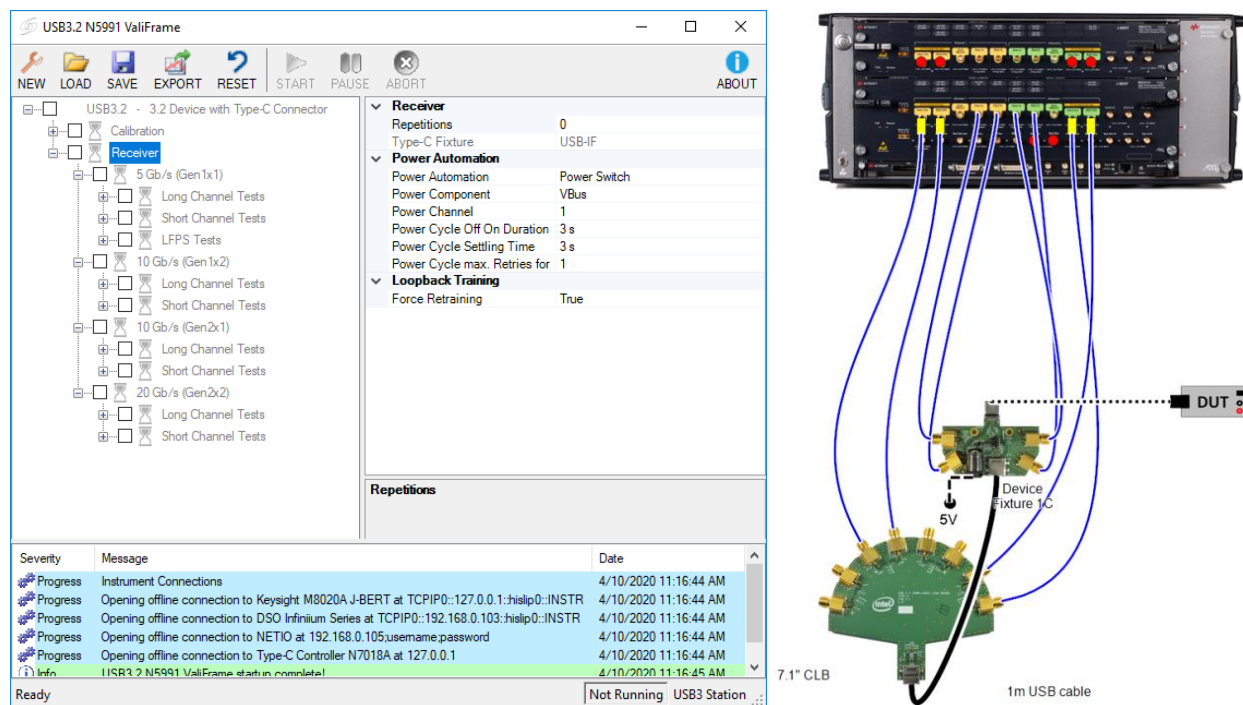 USB3.2 N5991 ValiFrame
NEW LOAD SAVE EXPORT RESET START PAUSE ABORT ABOUT
USB3.2 - 3.2 Device with Type-C Connector
Calibration
Receiver
5 Gb/s (Gen1x1)
Long Channel Tests
Short Channel Tests
LFPS Tests
10 Gb/s (Gen1x2)
Long Channel Tests
Short Channel Tests
10 Gb/s (Gen2x1)
Long Channel Tests
Short Channel Tests
20 Gb/s (Gen2x2)
Long Channel Tests
Short Channel Tests
Receiver
Repetitions 0
Type-C Fixture USB-IF
Power Automation
Power Automation Power Switch
Power Component VBus
Power Channel 1
Power Cycle Off On Duration 3 s
Power Cycle Settling Time 3 s
Power Cycle max. Retries for 1
Loopback Training
Force Retraining True
Repetitions
Severity Message Date
Progress Instrument Connections 4/10/2020 11:16:44 AM
Progress Opening offline connection to Keysight M8020A J-BERT at TCPIP0::127.0.0.1::hislip0::INSTR 4/10/2020 11:16:44 AM
Progress Opening offline connection to DSO Infiniium Series at TCPIP0::192.168.0.103::hislip0::INSTR 4/10/2020 11:16:44 AM
Progress Opening offline connection to NETIO at 192.168.0.105;username;password 4/10/2020 11:16:44 AM
Progress Opening offline connection to Type-C Controller N7018A at 127.0.0.1 4/10/2020 11:16:44 AM
Info USB3.2 N5991 ValiFrame startup complete! 4/10/2020 11:16:45 AM
Ready Not Running USB3 Station
DUT
Device
Fixture 1C
5V
intel
7.1" CLB
1m USB cable